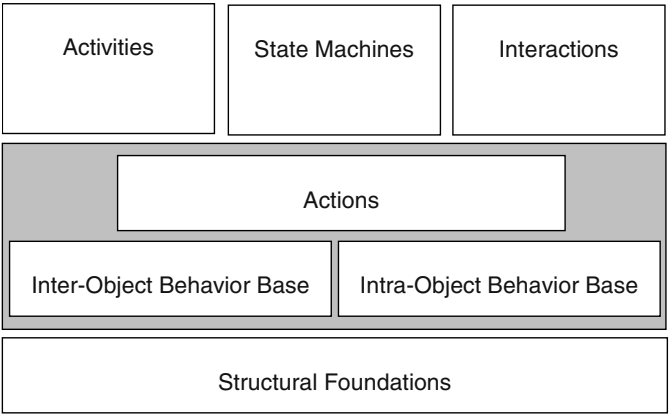 Activities
State Machines
Interactions
Actions
Inter-Object Behavior Base
Intra-Object Behavior Base
Structural Foundations